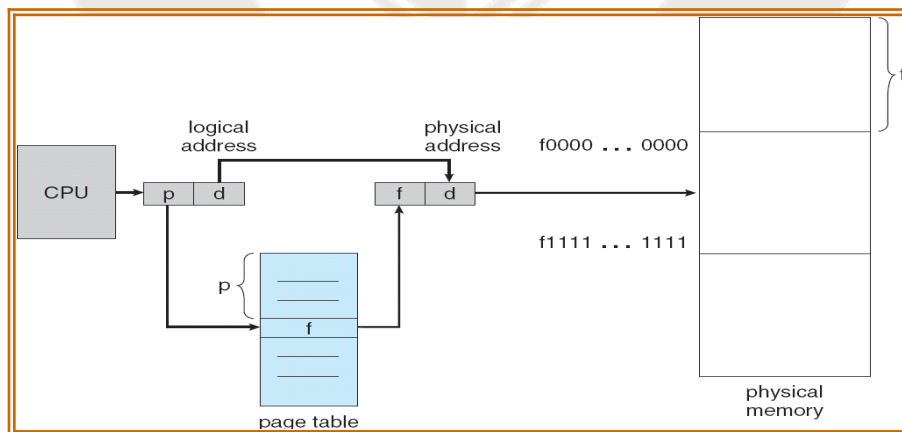 logical
address
physical
address
f0000 ... 0000
CPU
p
d
f
d
f1111 ... 1111
p
f
page table
physical
memory